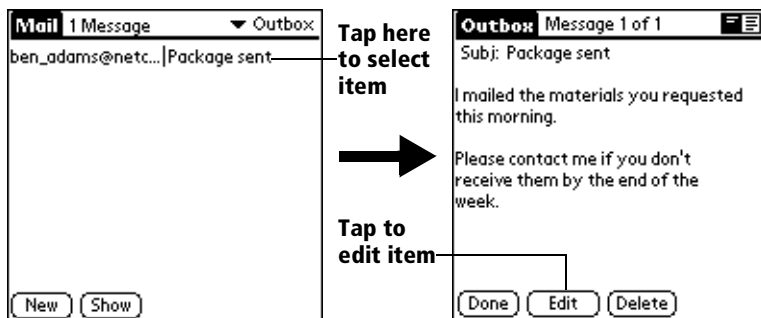 Mail 1 Message Outbox
ben_adams@netc...|Package sent
New Show
Tap here
to select
item
Tap to
edit item
Outbox Message 1 of 1
Subj: Package sent
I mailed the materials you requested
this morning.
Please contact me if you don't
receive them by the end of the
week.
Done Edit Delete